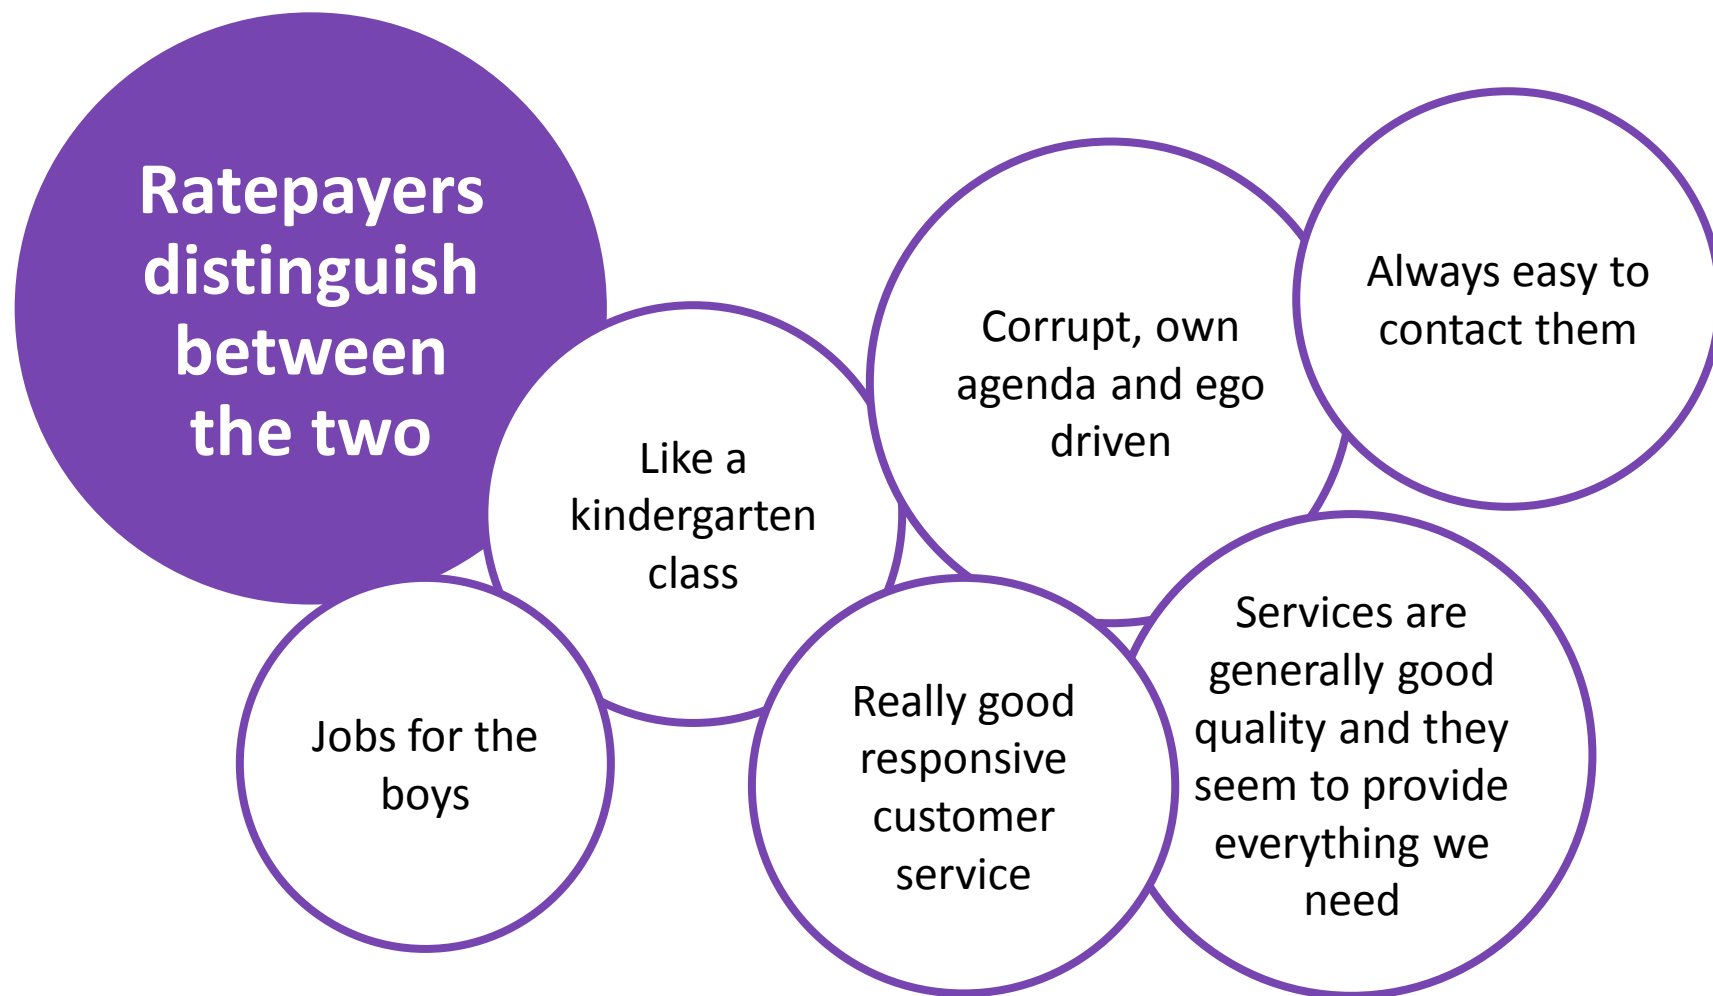 Ratepayers
distinguish
between
the two
Like a
kindergarten
class
Jobs for the
boys
Corrupt, own
agenda and ego
driven
Always easy to
contact them
Really good
responsive
customer
service
Services are
generally good
quality and they
seem to provide
everything we
need